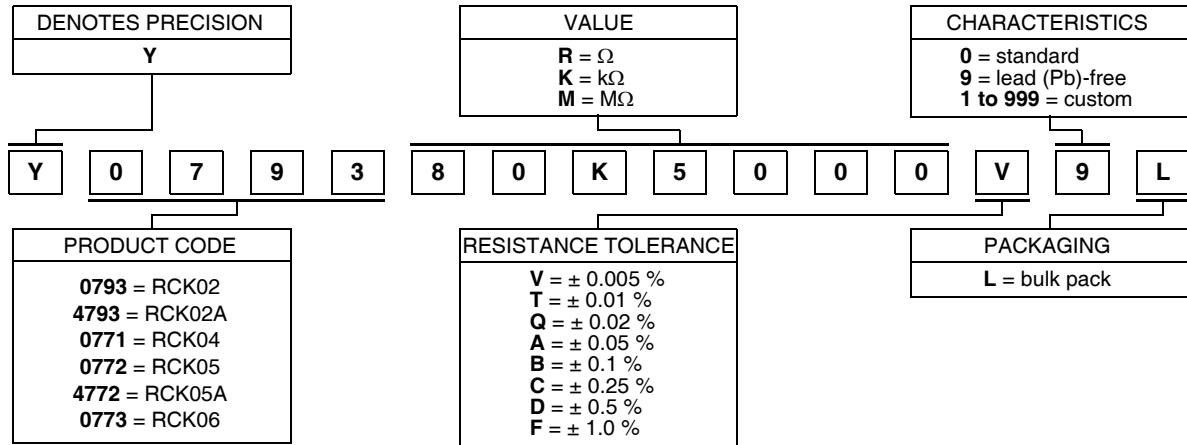 DENOTES PRECISION
Y
VALUE
R = Ω
K = kΩ
M = MΩ
CHARACTERISTICS
0 = standard
9 = lead (Pb)-free
1 to 999 = custom
Y 0 7 9 3 8 0 K 5 0 0 0 V 9 L
PRODUCT CODE
0793 = RCK02
4793 = RCK02A
0771 = RCK04
0772 = RCK05
4772 = RCK05A
0773 = RCK06
RESISTANCE TOLERANCE
V = ± 0.005 %
T = ± 0.01 %
Q = ± 0.02 %
A = ± 0.05 %
B = ± 0.1 %
C = ± 0.25 %
D = ± 0.5 %
F = ± 1.0 %
PACKAGING
L = bulk pack